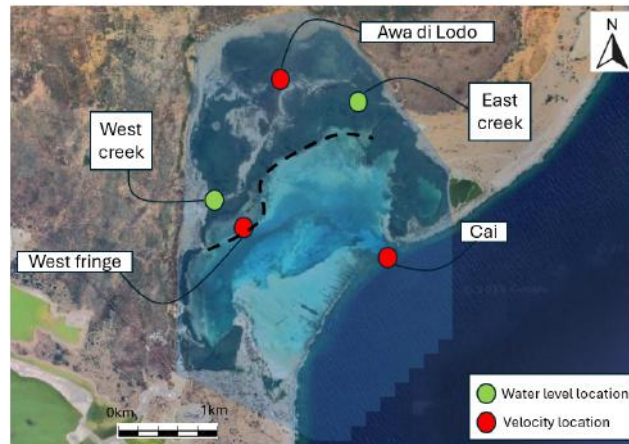 Awa di Lodo
N
West
creek
East
creek
West fringe
Cai
0km 1km
Water level location
Velocity location